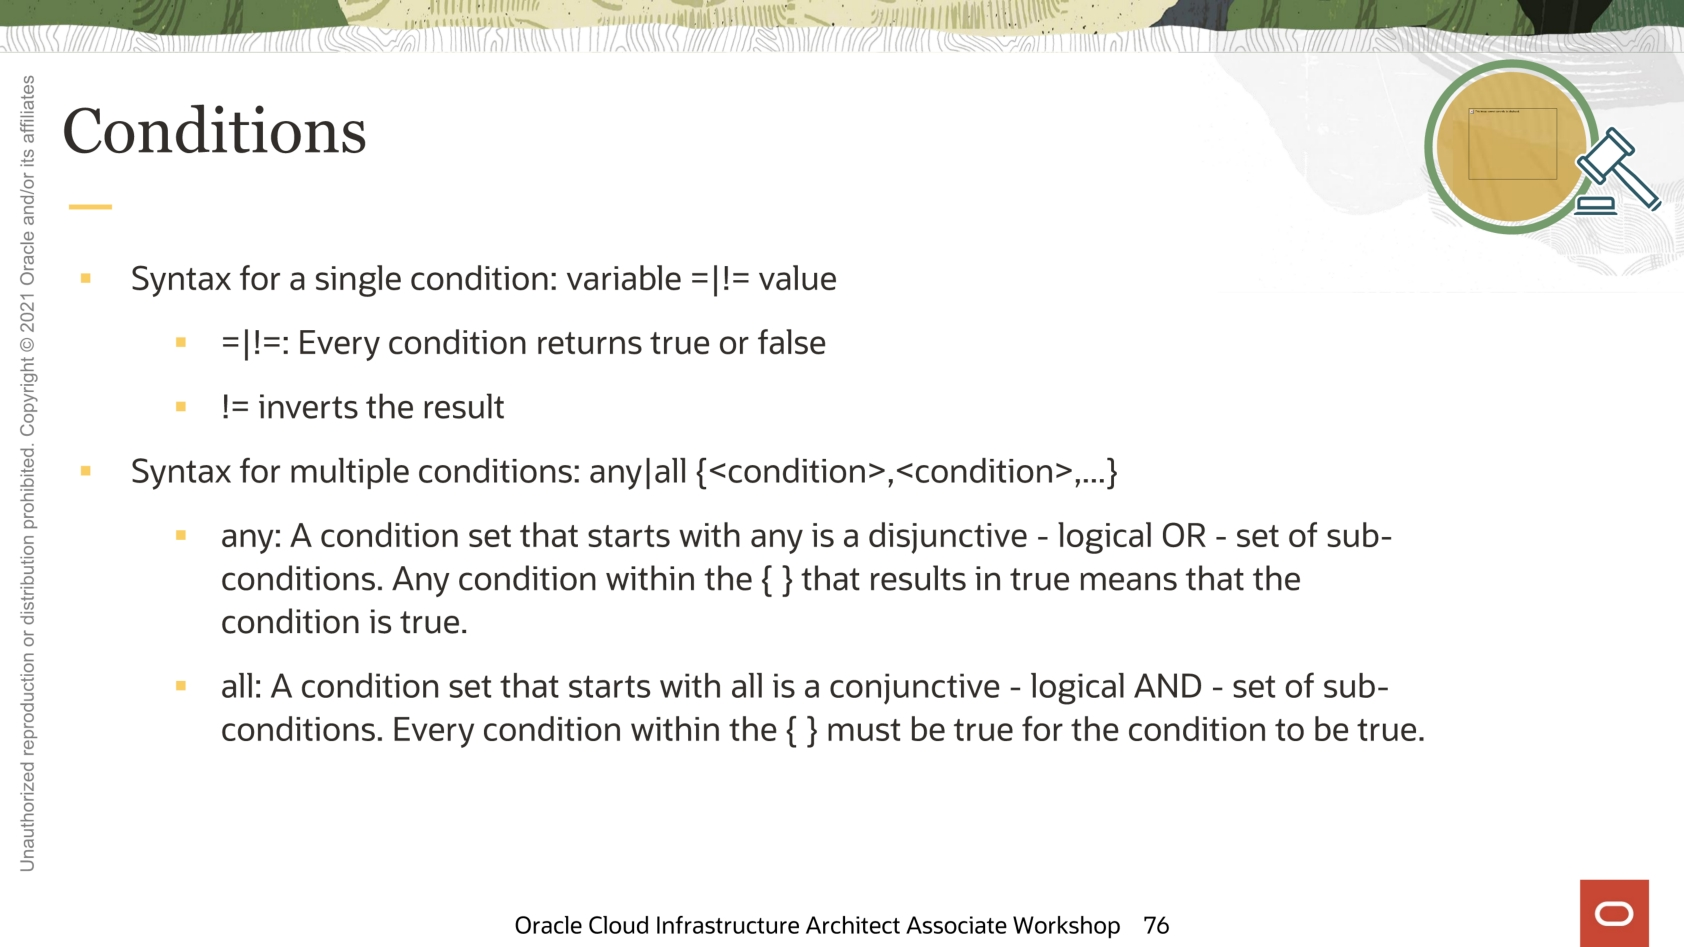 Unauthorized reproduction or distribution prohibited. Copyright © 2021 Oracle and/or its affiliates
Conditions
Syntax for a single condition: variable =|!= value
=|!=: Every condition returns true or false
!= inverts the result
Syntax for multiple conditions: any|all {<condition>,<condition>,...}
any: A condition set that starts with any is a disjunctive - logical OR - set of sub-
conditions. Any condition within the { } that results in true means that the
condition is true.
all: A condition set that starts with all is a conjunctive - logical AND - set of sub-
conditions. Every condition within the { } must be true for the condition to be true.
Oracle Cloud Infrastructure Architect Associate Workshop 76